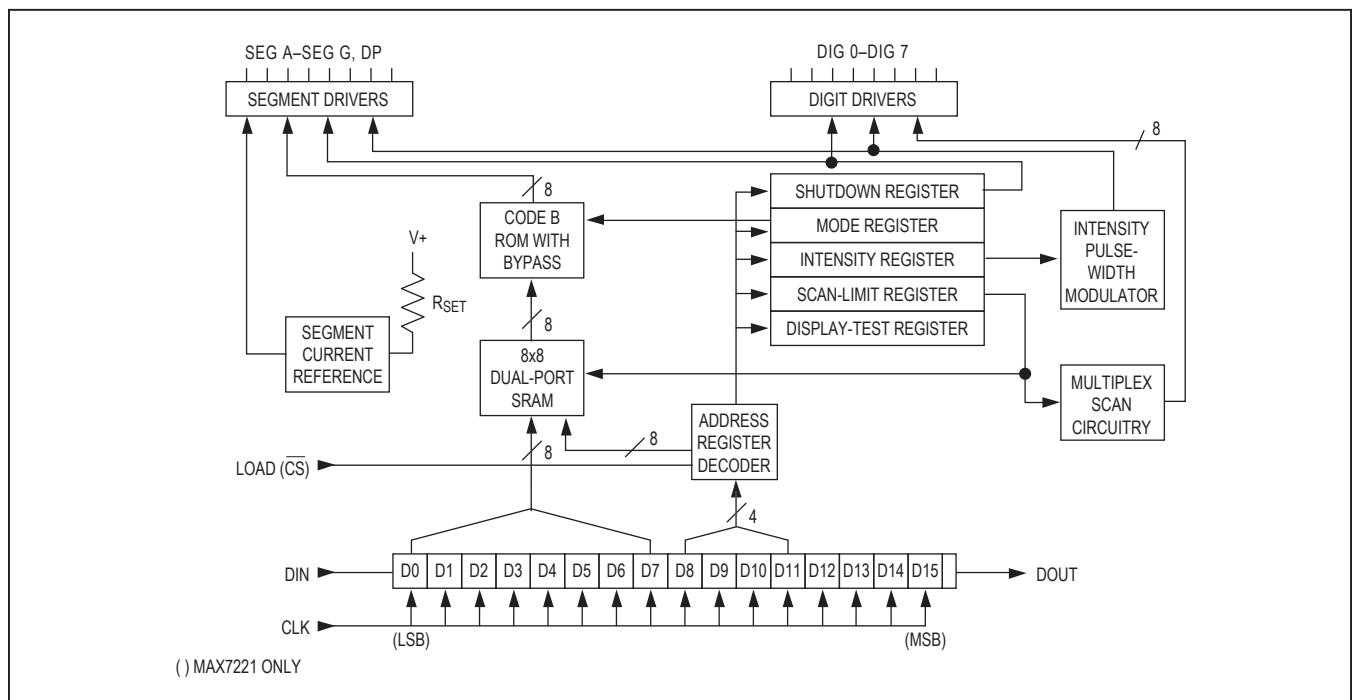 SEG A–SEG G, DP
DIG 0–DIG 7
SEGMENT DRIVERS
DIGIT DRIVERS
8
8
SHUTDOWN REGISTER
MODE REGISTER
INTENSITY REGISTER
SCAN-LIMIT REGISTER
DISPLAY-TEST REGISTER
CODE B
ROM WITH
BYPASS
INTENSITY
PULSE-
WIDTH
MODULATOR
V+
RSET
8
SEGMENT
CURRENT
REFERENCE
8x8
DUAL-PORT
SRAM
MULTIPLEX
SCAN
CIRCUITRY
ADDRESS
REGISTER
DECODER
8
8
LOAD (C̅S̅)
4
DIN
D0 D1 D2 D3 D4 D5 D6 D7 D8 D9 D10 D11 D12 D13 D14 D15
DOUT
CLK
(LSB)
(MSB)
( ) MAX7221 ONLY